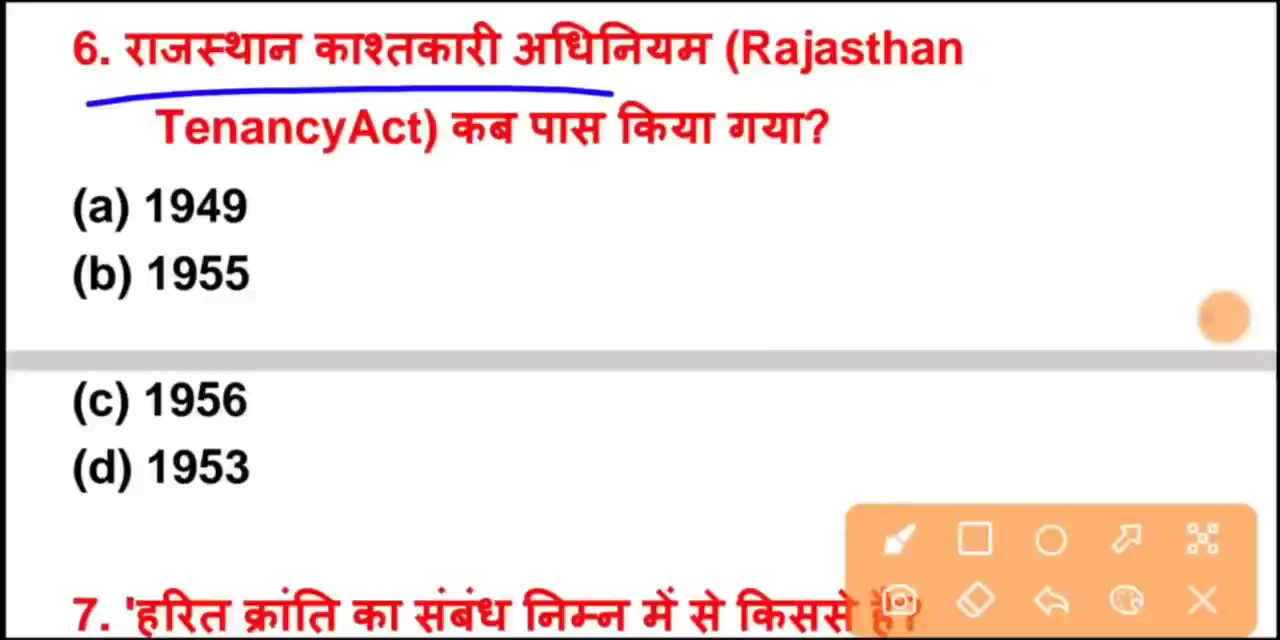 6. राजस्थान काश्तकारी अधिनियम (Rajasthan
TenancyAct) कब पास किया गया?
(a) 1949
(b) 1955
(c) 1956
(d) 1953
7. 'हरित क्रांति का संबंध निम्न में से किससे है?